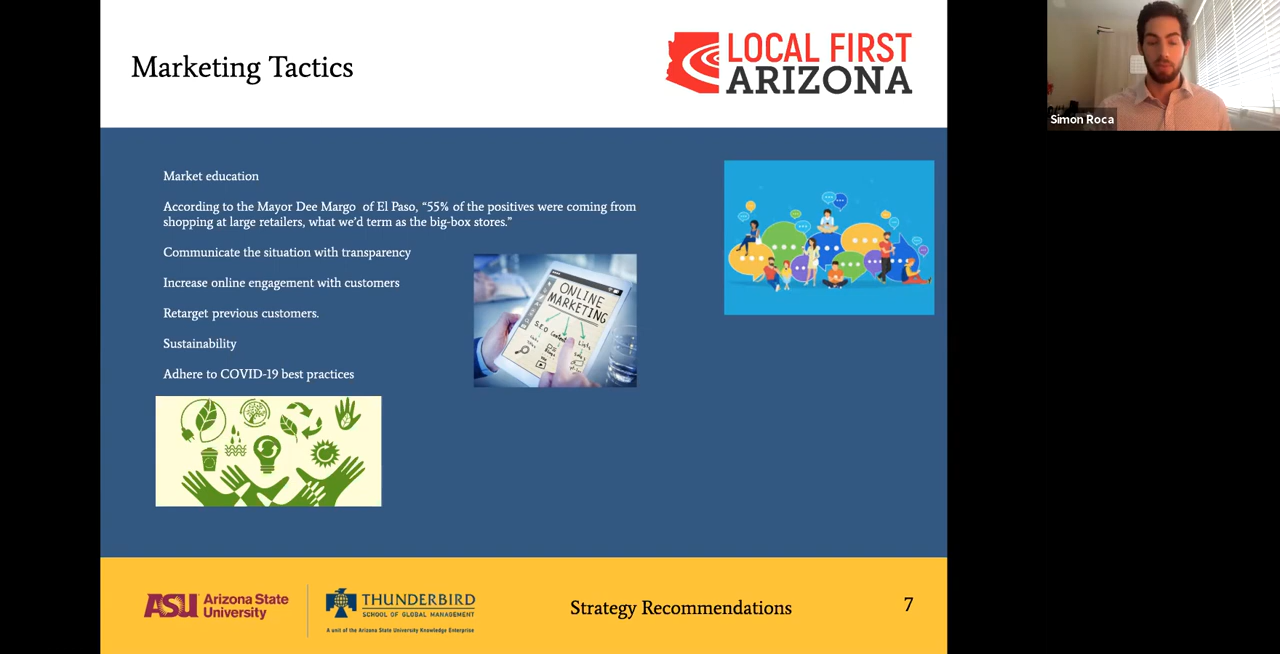 Marketing Tactics
LOCAL FIRST
ARIZONA
Simon Roca
Market education
According to the Mayor Dee Margo of El Paso, “55% of the positives were coming from
shopping at large retailers, what we’d term as the big-box stores.”
Communicate the situation with transparency
Increase online engagement with customers
Retarget previous customers.
Sustainability
Adhere to COVID-19 best practices
ONLINE
MARKETING
S.E.O
Lists
ASU Arizona State
University
THUNDERBIRD
SCHOOL OF GLOBAL MANAGEMENT
A unit of the Arizona State University Knowledge Enterprise
Strategy Recommendations
7